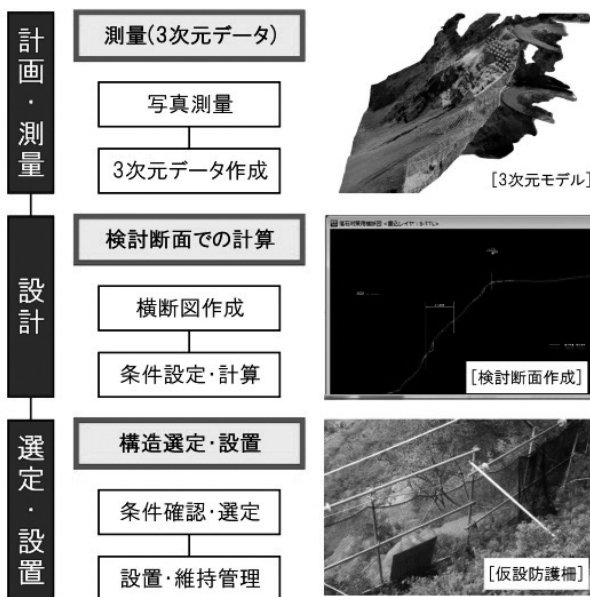 計画・測量
測量(3次元データ)
写真測量
3次元データ作成
[3次元モデル]
設計
検討断面での計算
横断図作成
条件設定・計算
[検討断面作成]
選定・設置
構造選定・設置
条件確認・選定
設置・維持管理
[仮設防護柵]